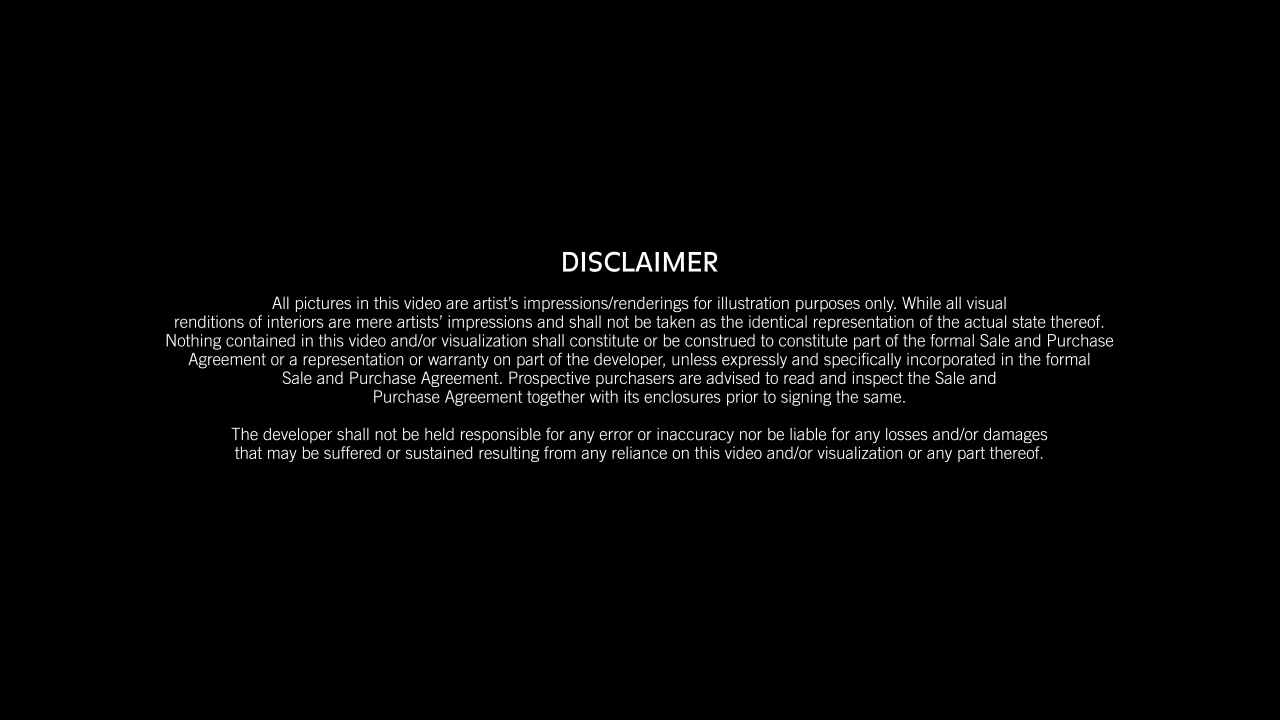 DISCLAIMER
All pictures in this video are artist's impressions/renderings for illustration purposes only. While all visual
renditions of interiors are mere artists' impressions and shall not be taken as the identical representation of the actual state thereof.
Nothing contained in this video and/or visualization shall constitute or be construed to constitute part of the formal Sale and Purchase
Agreement or a representation or warranty on part of the developer, unless expressly and specifically incorporated in the formal
Sale and Purchase Agreement. Prospective purchasers are advised to read and inspect the Sale and
Purchase Agreement together with its enclosures prior to signing the same.
The developer shall not be held responsible for any error or inaccuracy nor be liable for any losses and/or damages
that may be suffered or sustained resulting from any reliance on this video and/or visualization or any part thereof.